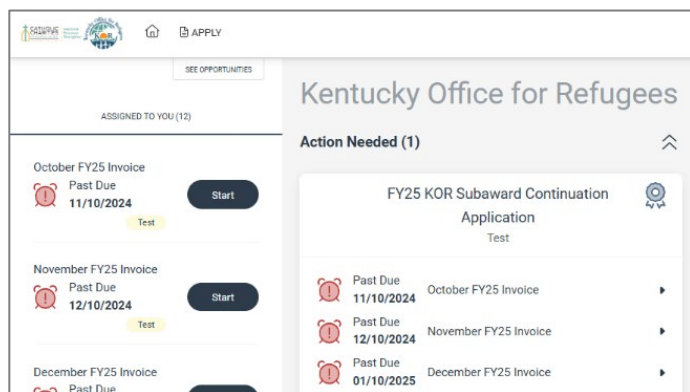 CATHOLIC
CHARITIES
KOR
APPLY
SEE OPPORTUNITIES
ASSIGNED TO YOU (12)
October FY25 Invoice
Past Due
11/10/2024
Start
Test
November FY25 Invoice
Past Due
12/10/2024
Start
Test
December FY25 Invoice
Past Due
Kentucky Office for Refugees
Action Needed (1)
FY25 KOR Subaward Continuation
Application
Test
Past Due
11/10/2024
October FY25 Invoice
Past Due
12/10/2024
November FY25 Invoice
Past Due
01/10/2025
December FY25 Invoice